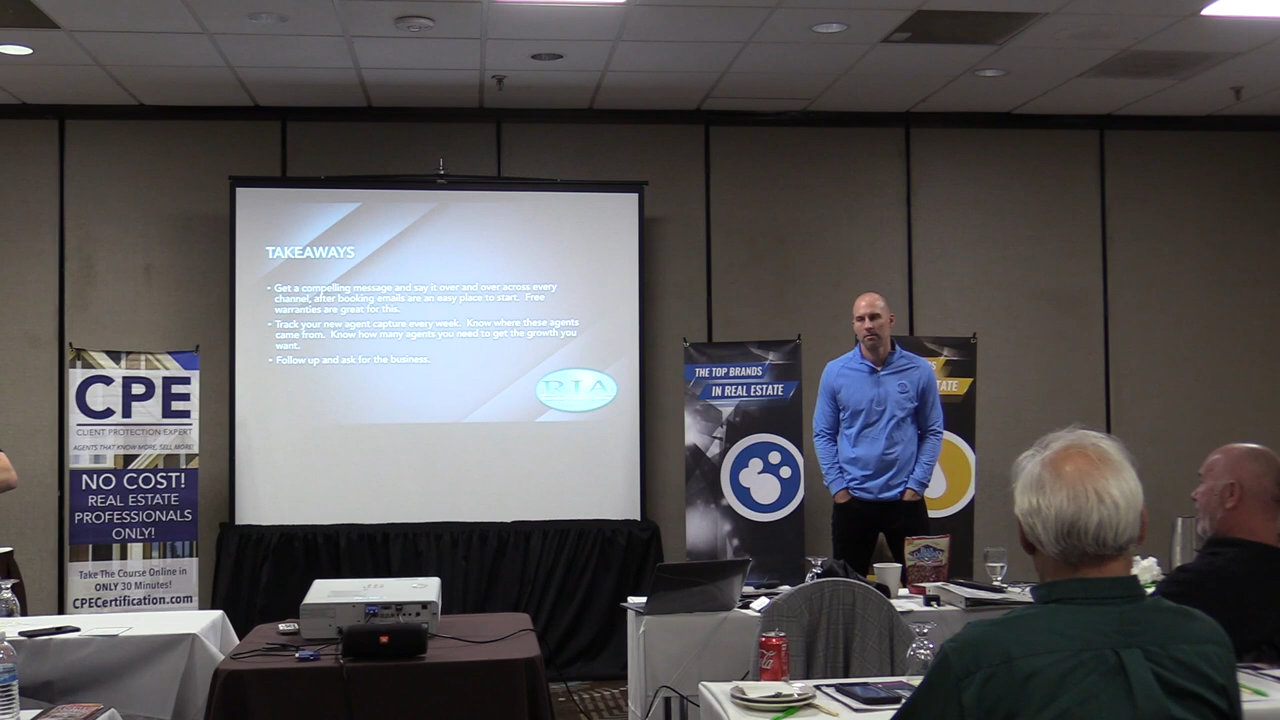 TAKEAWAYS
• Get a compelling message and say it over and over across every
channel, after booking emails are an easy place to start. Free
warranties are great for this.
• Track your new agent capture every week. Know where these agents
came from. Know how many agents you need to get the growth you
want.
• Follow up and ask for the business.
RIA
CPE
CLIENT PROTECTION EXPERT
AGENTS THAT KNOW MORE, SELL MORE!
NO COST!
REAL ESTATE
PROFESSIONALS
ONLY!
Take The Course Online in
ONLY 30 Minutes!
CPECertification.com
THE TOP BRANDS
IN REAL ESTATE